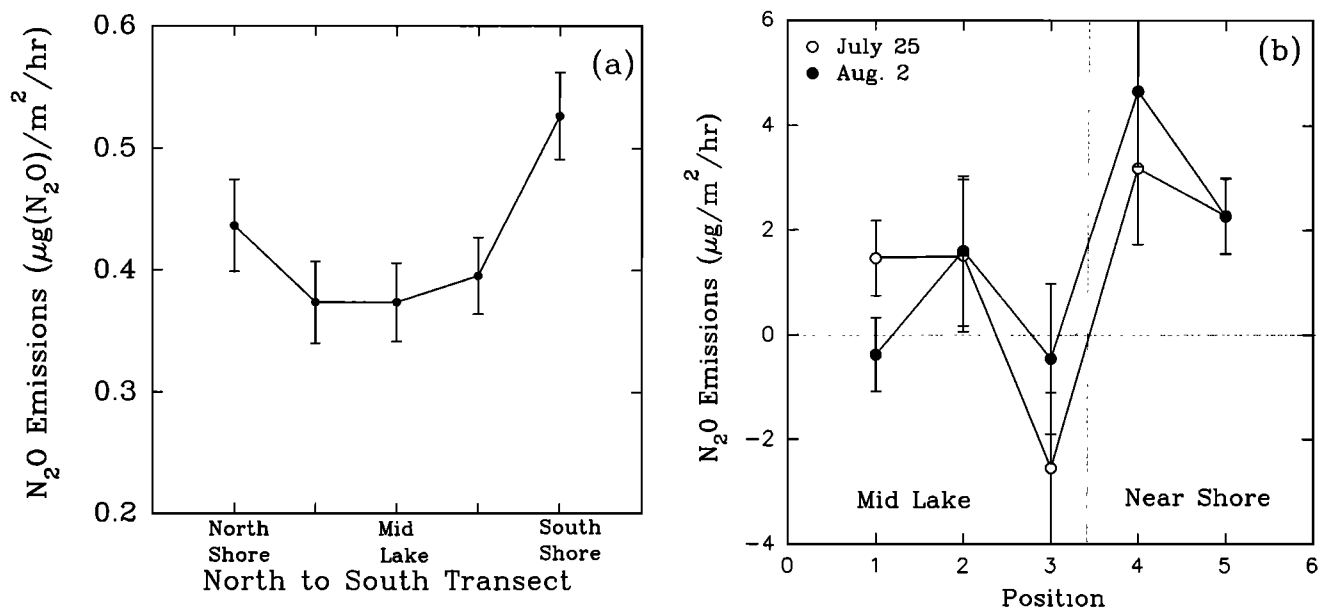 (a)
N₂O Emissions (μg(N₂O)/m²/hr)
0.6
0.5
0.4
0.3
0.2
North Shore
Mid Lake
South Shore
North to South Transect
(b)
July 25
Aug. 2
N₂O Emissions (μg/m²/hr)
6
4
2
0
−2
−4
Mid Lake
Near Shore
0 1 2 3 4 5 6
Position